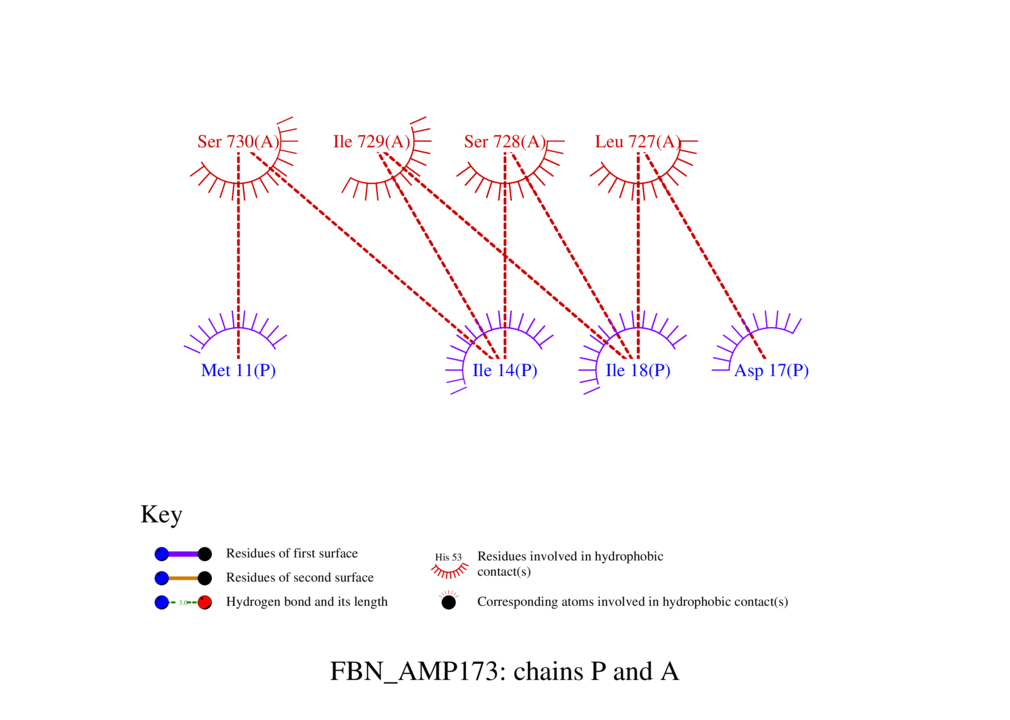 Ser 730(A) Ile 729(A) Ser 728(A) Leu 727(A)
Met 11(P) Ile 14(P) Ile 18(P) Asp 17(P)
Key
Residues of first surface
Residues of second surface
3.0
Hydrogen bond and its length
His 53
Residues involved in hydrophobic
contact(s)
Corresponding atoms involved in hydrophobic contact(s)
FBN_AMP173: chains P and A